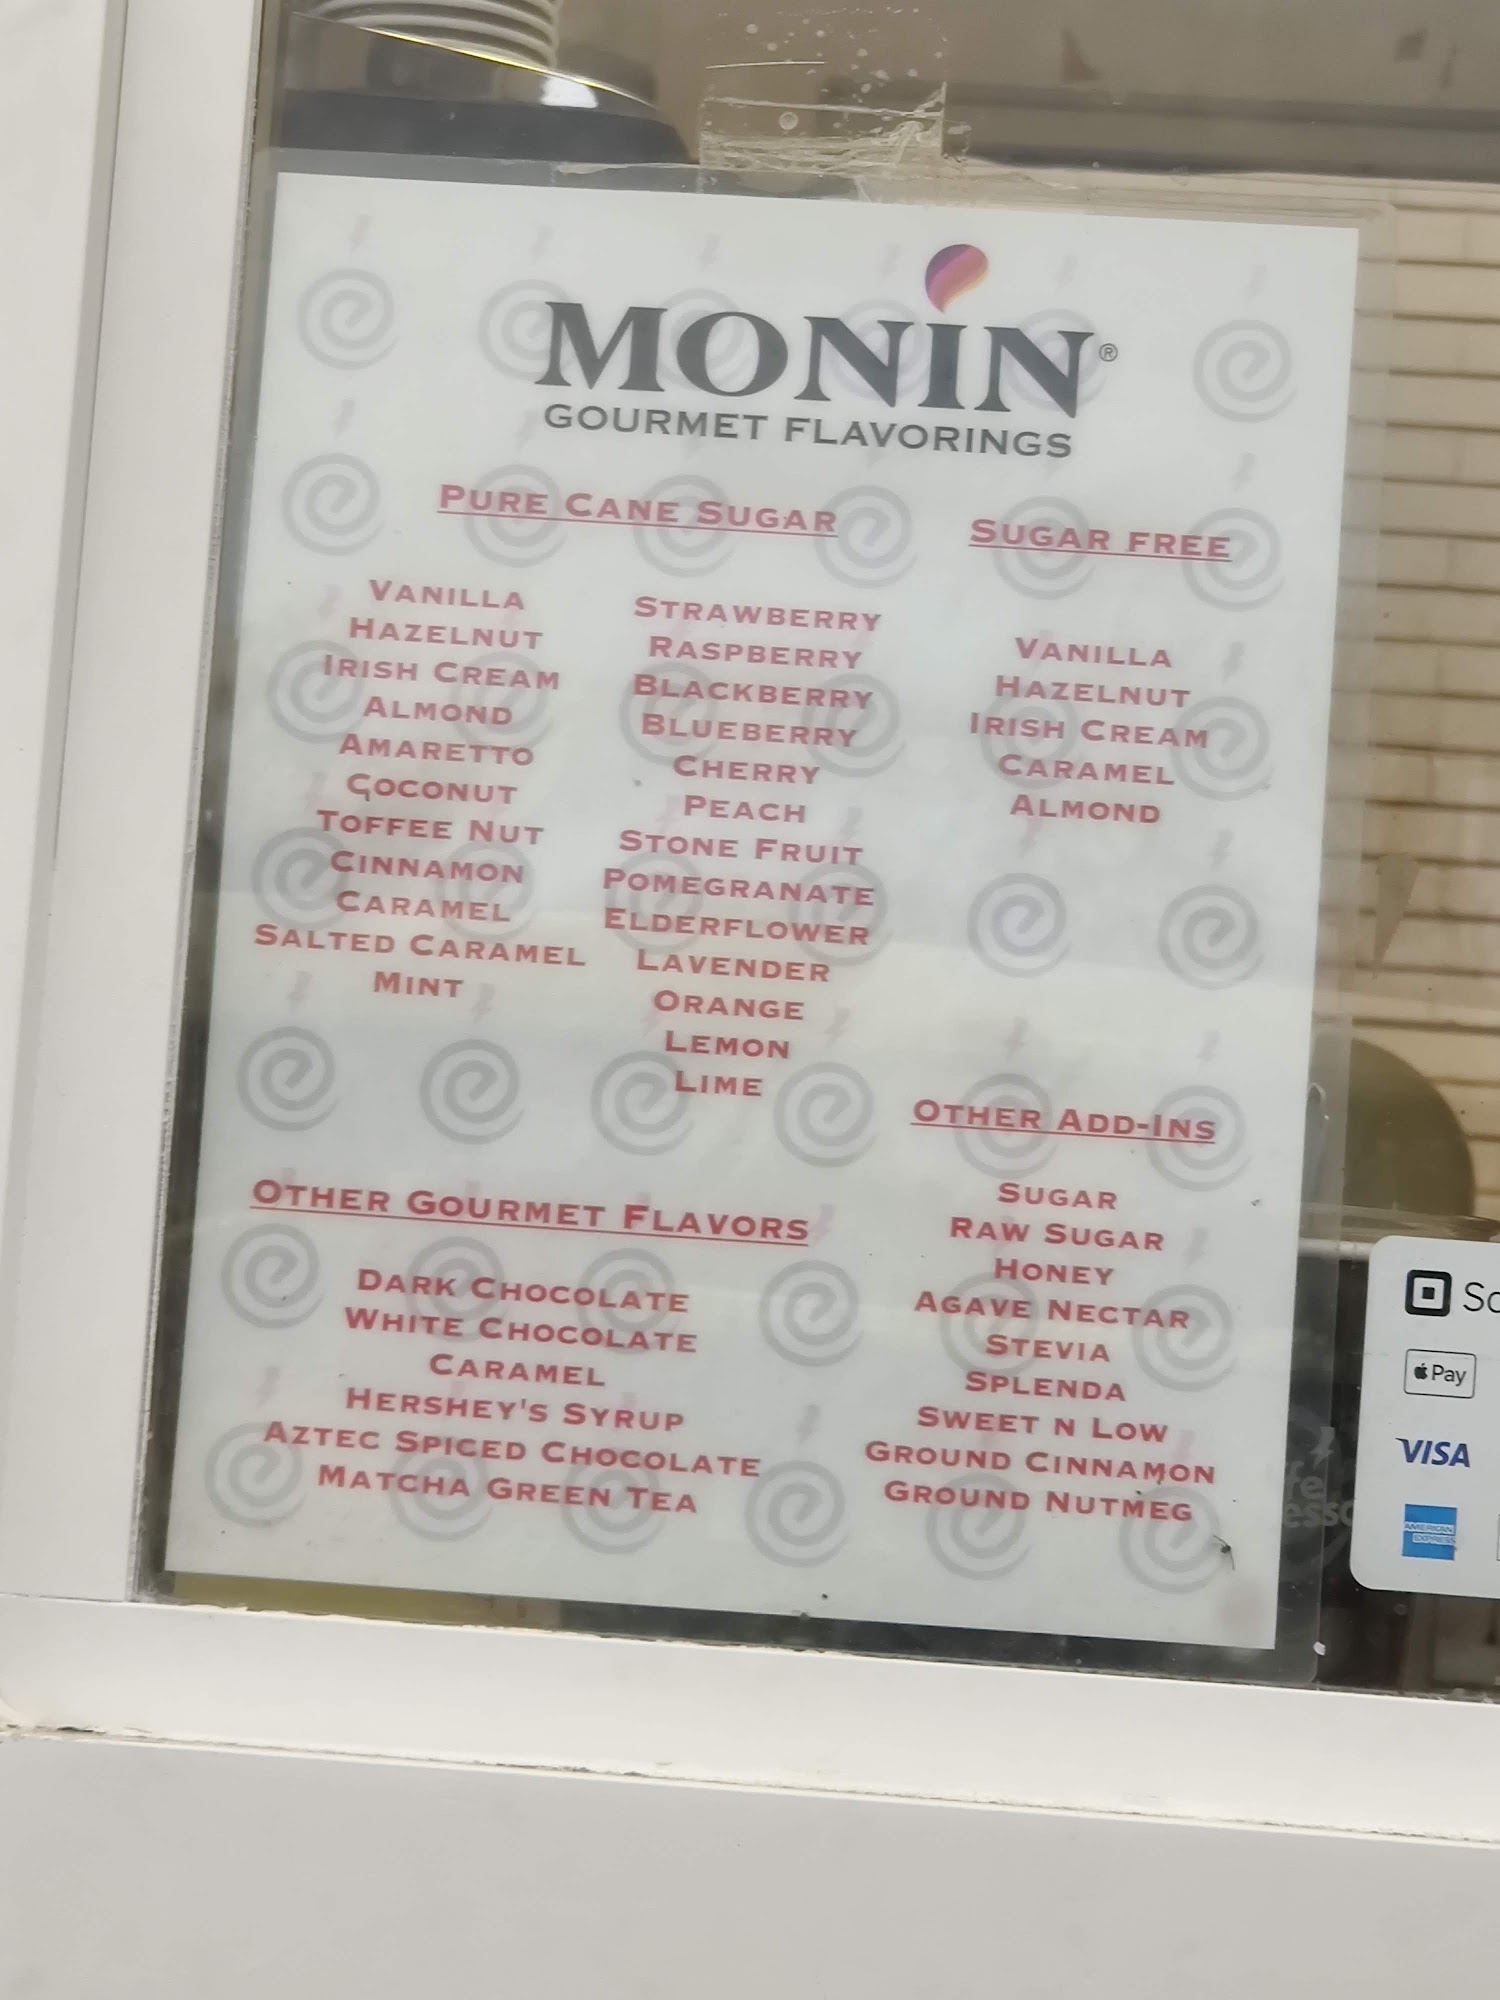 MONIN®
GOURMET FLAVORINGS
PURE CANE SUGAR
VANILLA
HAZELNUT
IRISH CREAM
ALMOND
AMARETTO
COCONUT
TOFFEE NUT
CINNAMON
CARAMEL
SALTED CARAMEL
MINT
STRAWBERRY
RASPBERRY
BLACKBERRY
BLUEBERRY
CHERRY
PEACH
STONE FRUIT
POMEGRANATE
ELDERFLOWER
LAVENDER
ORANGE
LEMON
LIME
SUGAR FREE
VANILLA
HAZELNUT
IRISH CREAM
CARAMEL
ALMOND
OTHER GOURMET FLAVORS
DARK CHOCOLATE
WHITE CHOCOLATE
CARAMEL
HERSHEY'S SYRUP
AZTEC SPICED CHOCOLATE
MATCHA GREEN TEA
OTHER ADD-INS
SUGAR
RAW SUGAR
HONEY
AGAVE NECTAR
STEVIA
SPLENDA
SWEET N LOW
GROUND CINNAMON
GROUND NUTMEG
Pay
VISA
AMERICAN
EXPRESS